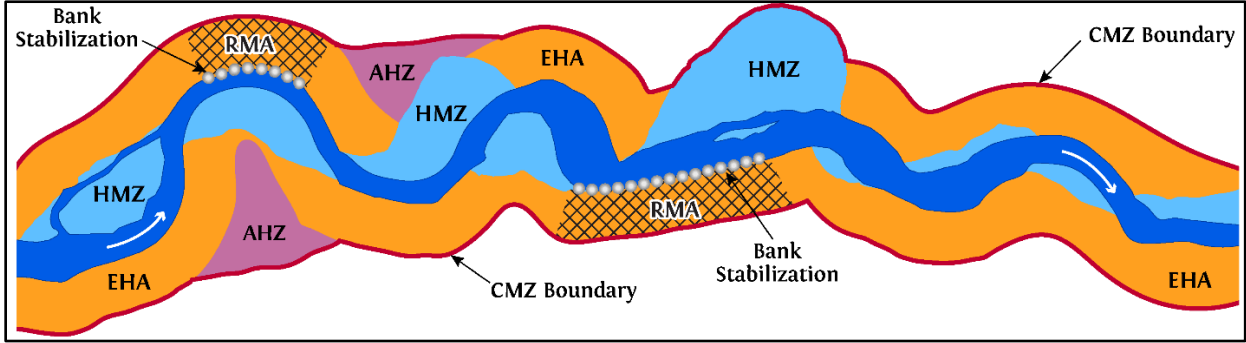 Bank
Stabilization
RMA
AHZ
EHA
HMZ
CMZ Boundary
HMZ
HMZ
AHZ
RMA
EHA
Bank
Stabilization
CMZ Boundary
EHA